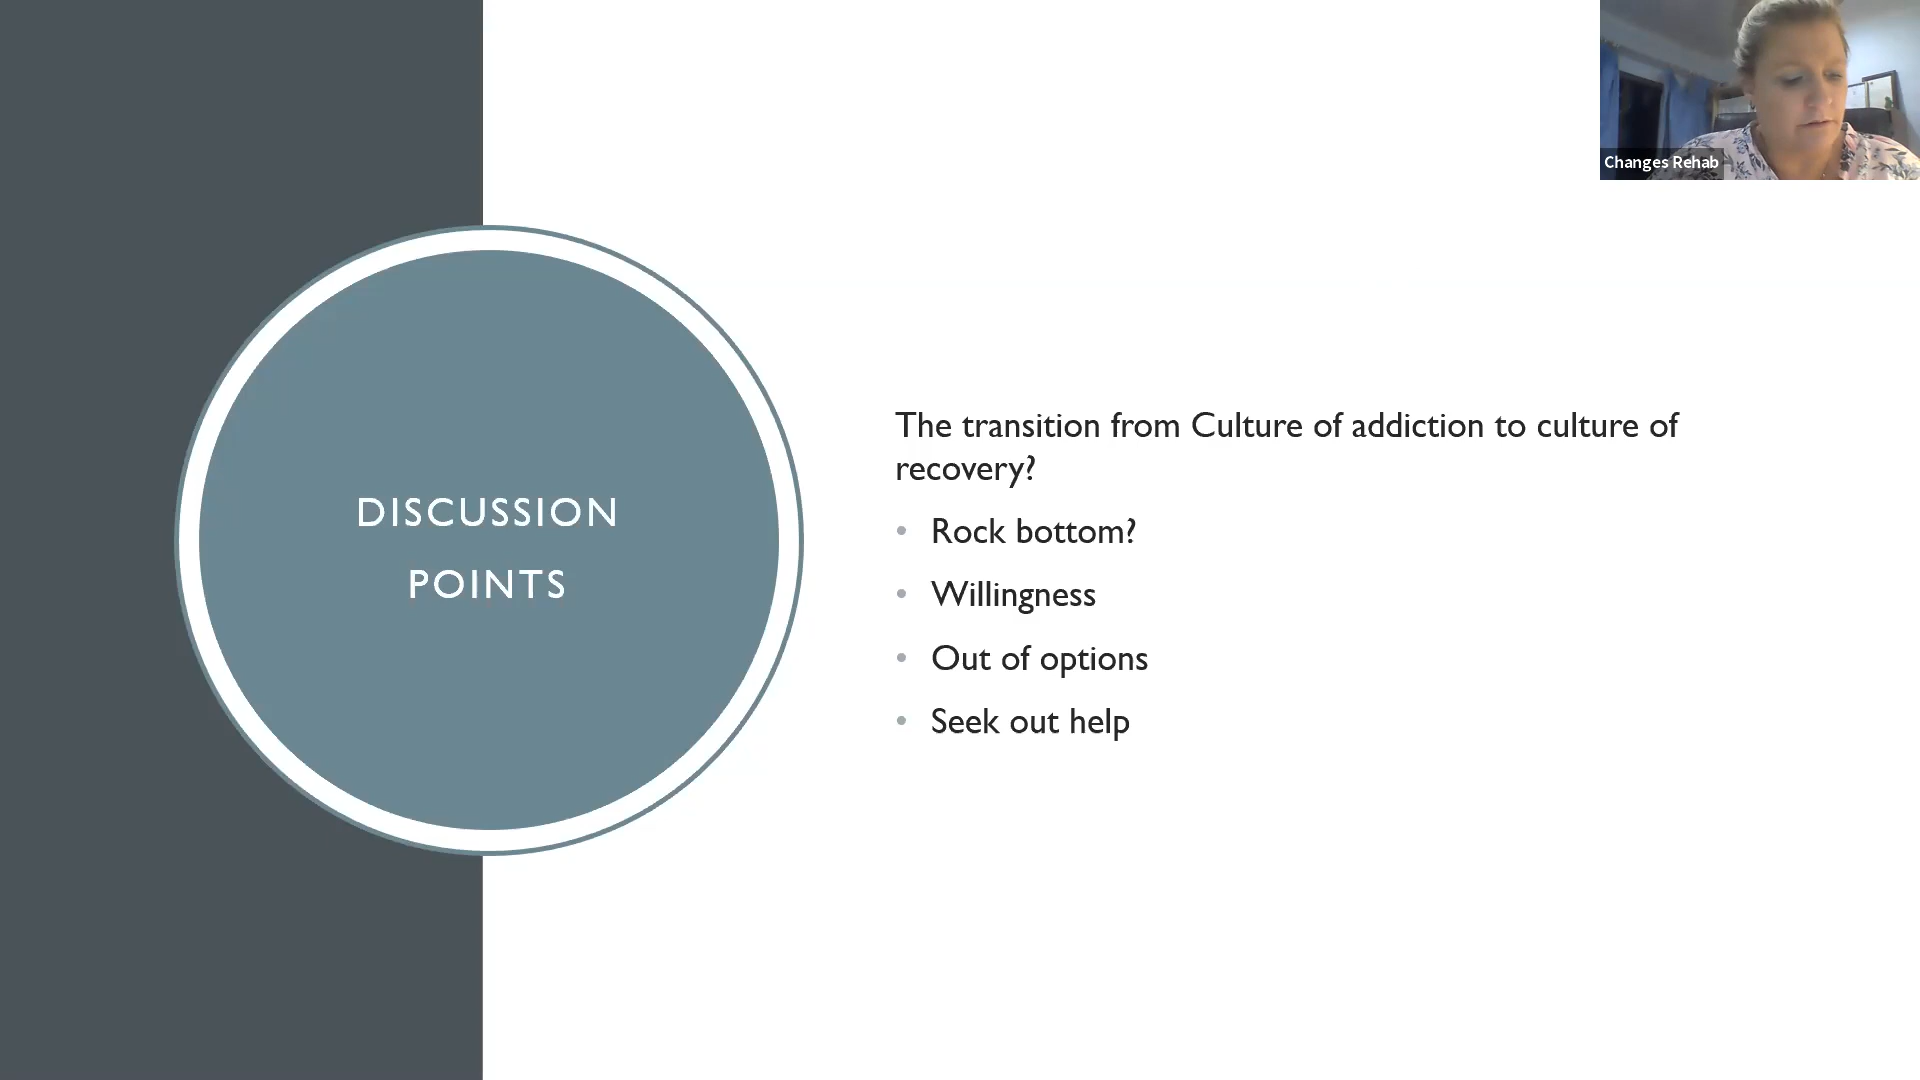 Changes Rehab
DISCUSSION
POINTS
The transition from Culture of addiction to culture of
recovery?
• Rock bottom?
• Willingness
• Out of options
• Seek out help